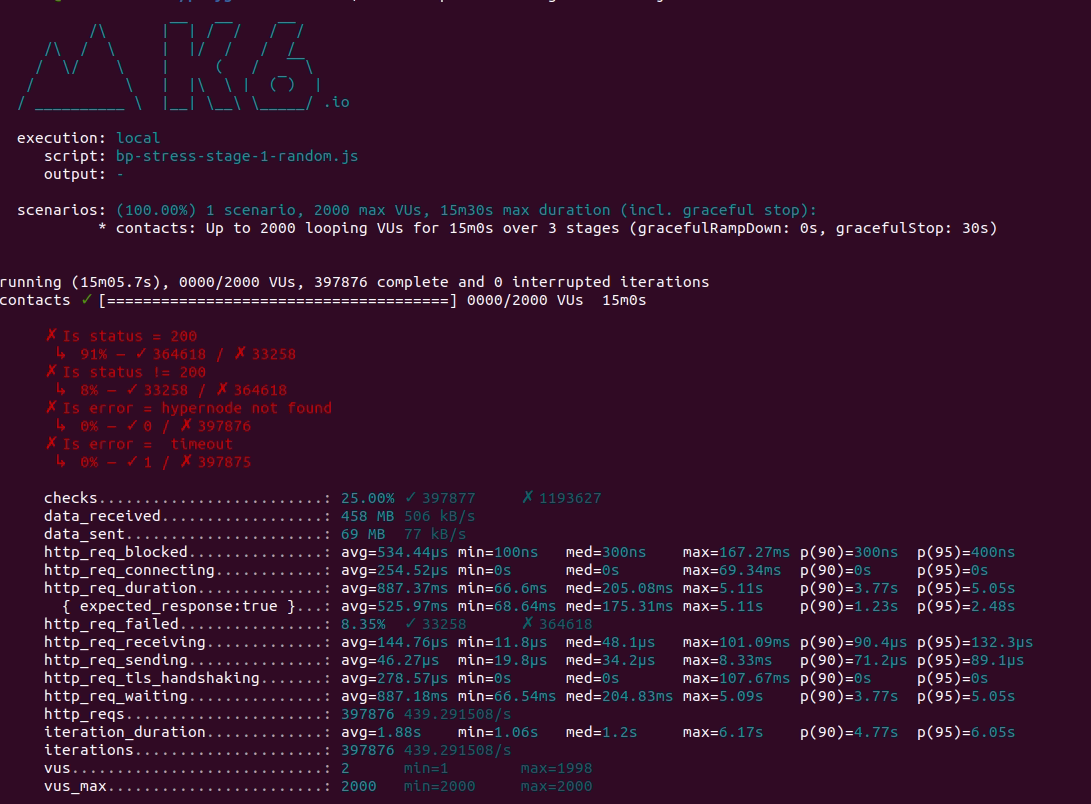 .io
execution: local
script: bp-stress-stage-1-random.js
output: -
scenarios: (100.00%) 1 scenario, 2000 max VUs, 15m30s max duration (incl. graceful stop):
* contacts: Up to 2000 looping VUs for 15m0s over 3 stages (gracefulRampDown: 0s, gracefulStop: 30s)
running (15m05.7s), 0000/2000 VUs, 397876 complete and 0 interrupted iterations
contacts ✓ [======================================] 0000/2000 VUs  15m0s
✗ Is status = 200
↳  91% — ✓ 364618 / ✗ 33258
✗ Is status != 200
↳  8% — ✓ 33258 / ✗ 364618
✗ Is error = hypernode not found
↳  0% — ✓ 0 / ✗ 397876
✗ Is error =  timeout
↳  0% — ✓ 1 / ✗ 397875
checks.........................: 25.00% ✓ 397877     ✗ 1193627
data_received..................: 458 MB 506 kB/s
data_sent......................: 69 MB  77 kB/s
http_req_blocked...............: avg=534.44µs min=100ns   med=300ns    max=167.27ms p(90)=300ns  p(95)=400ns
http_req_connecting............: avg=254.52µs min=0s      med=0s       max=69.34ms  p(90)=0s     p(95)=0s
http_req_duration..............: avg=887.37ms min=66.6ms  med=205.08ms max=5.11s    p(90)=3.77s  p(95)=5.05s
{ expected_response:true }...: avg=525.97ms min=68.64ms med=175.31ms max=5.11s    p(90)=1.23s  p(95)=2.48s
http_req_failed................: 8.35%  ✓ 33258      ✗ 364618
http_req_receiving.............: avg=144.76µs min=11.8µs  med=48.1µs   max=101.09ms p(90)=90.4µs p(95)=132.3µs
http_req_sending...............: avg=46.27µs  min=19.8µs  med=34.2µs   max=8.33ms   p(90)=71.2µs p(95)=89.1µs
http_req_tls_handshaking.......: avg=278.57µs min=0s      med=0s       max=107.67ms p(90)=0s     p(95)=0s
http_req_waiting...............: avg=887.18ms min=66.54ms med=204.83ms max=5.09s    p(90)=3.77s  p(95)=5.05s
http_reqs......................: 397876 439.291508/s
iteration_duration.............: avg=1.88s    min=1.06s   med=1.2s     max=6.17s    p(90)=4.77s  p(95)=6.05s
iterations.....................: 397876 439.291508/s
vus............................: 2      min=1        max=1998
vus_max........................: 2000   min=2000     max=2000